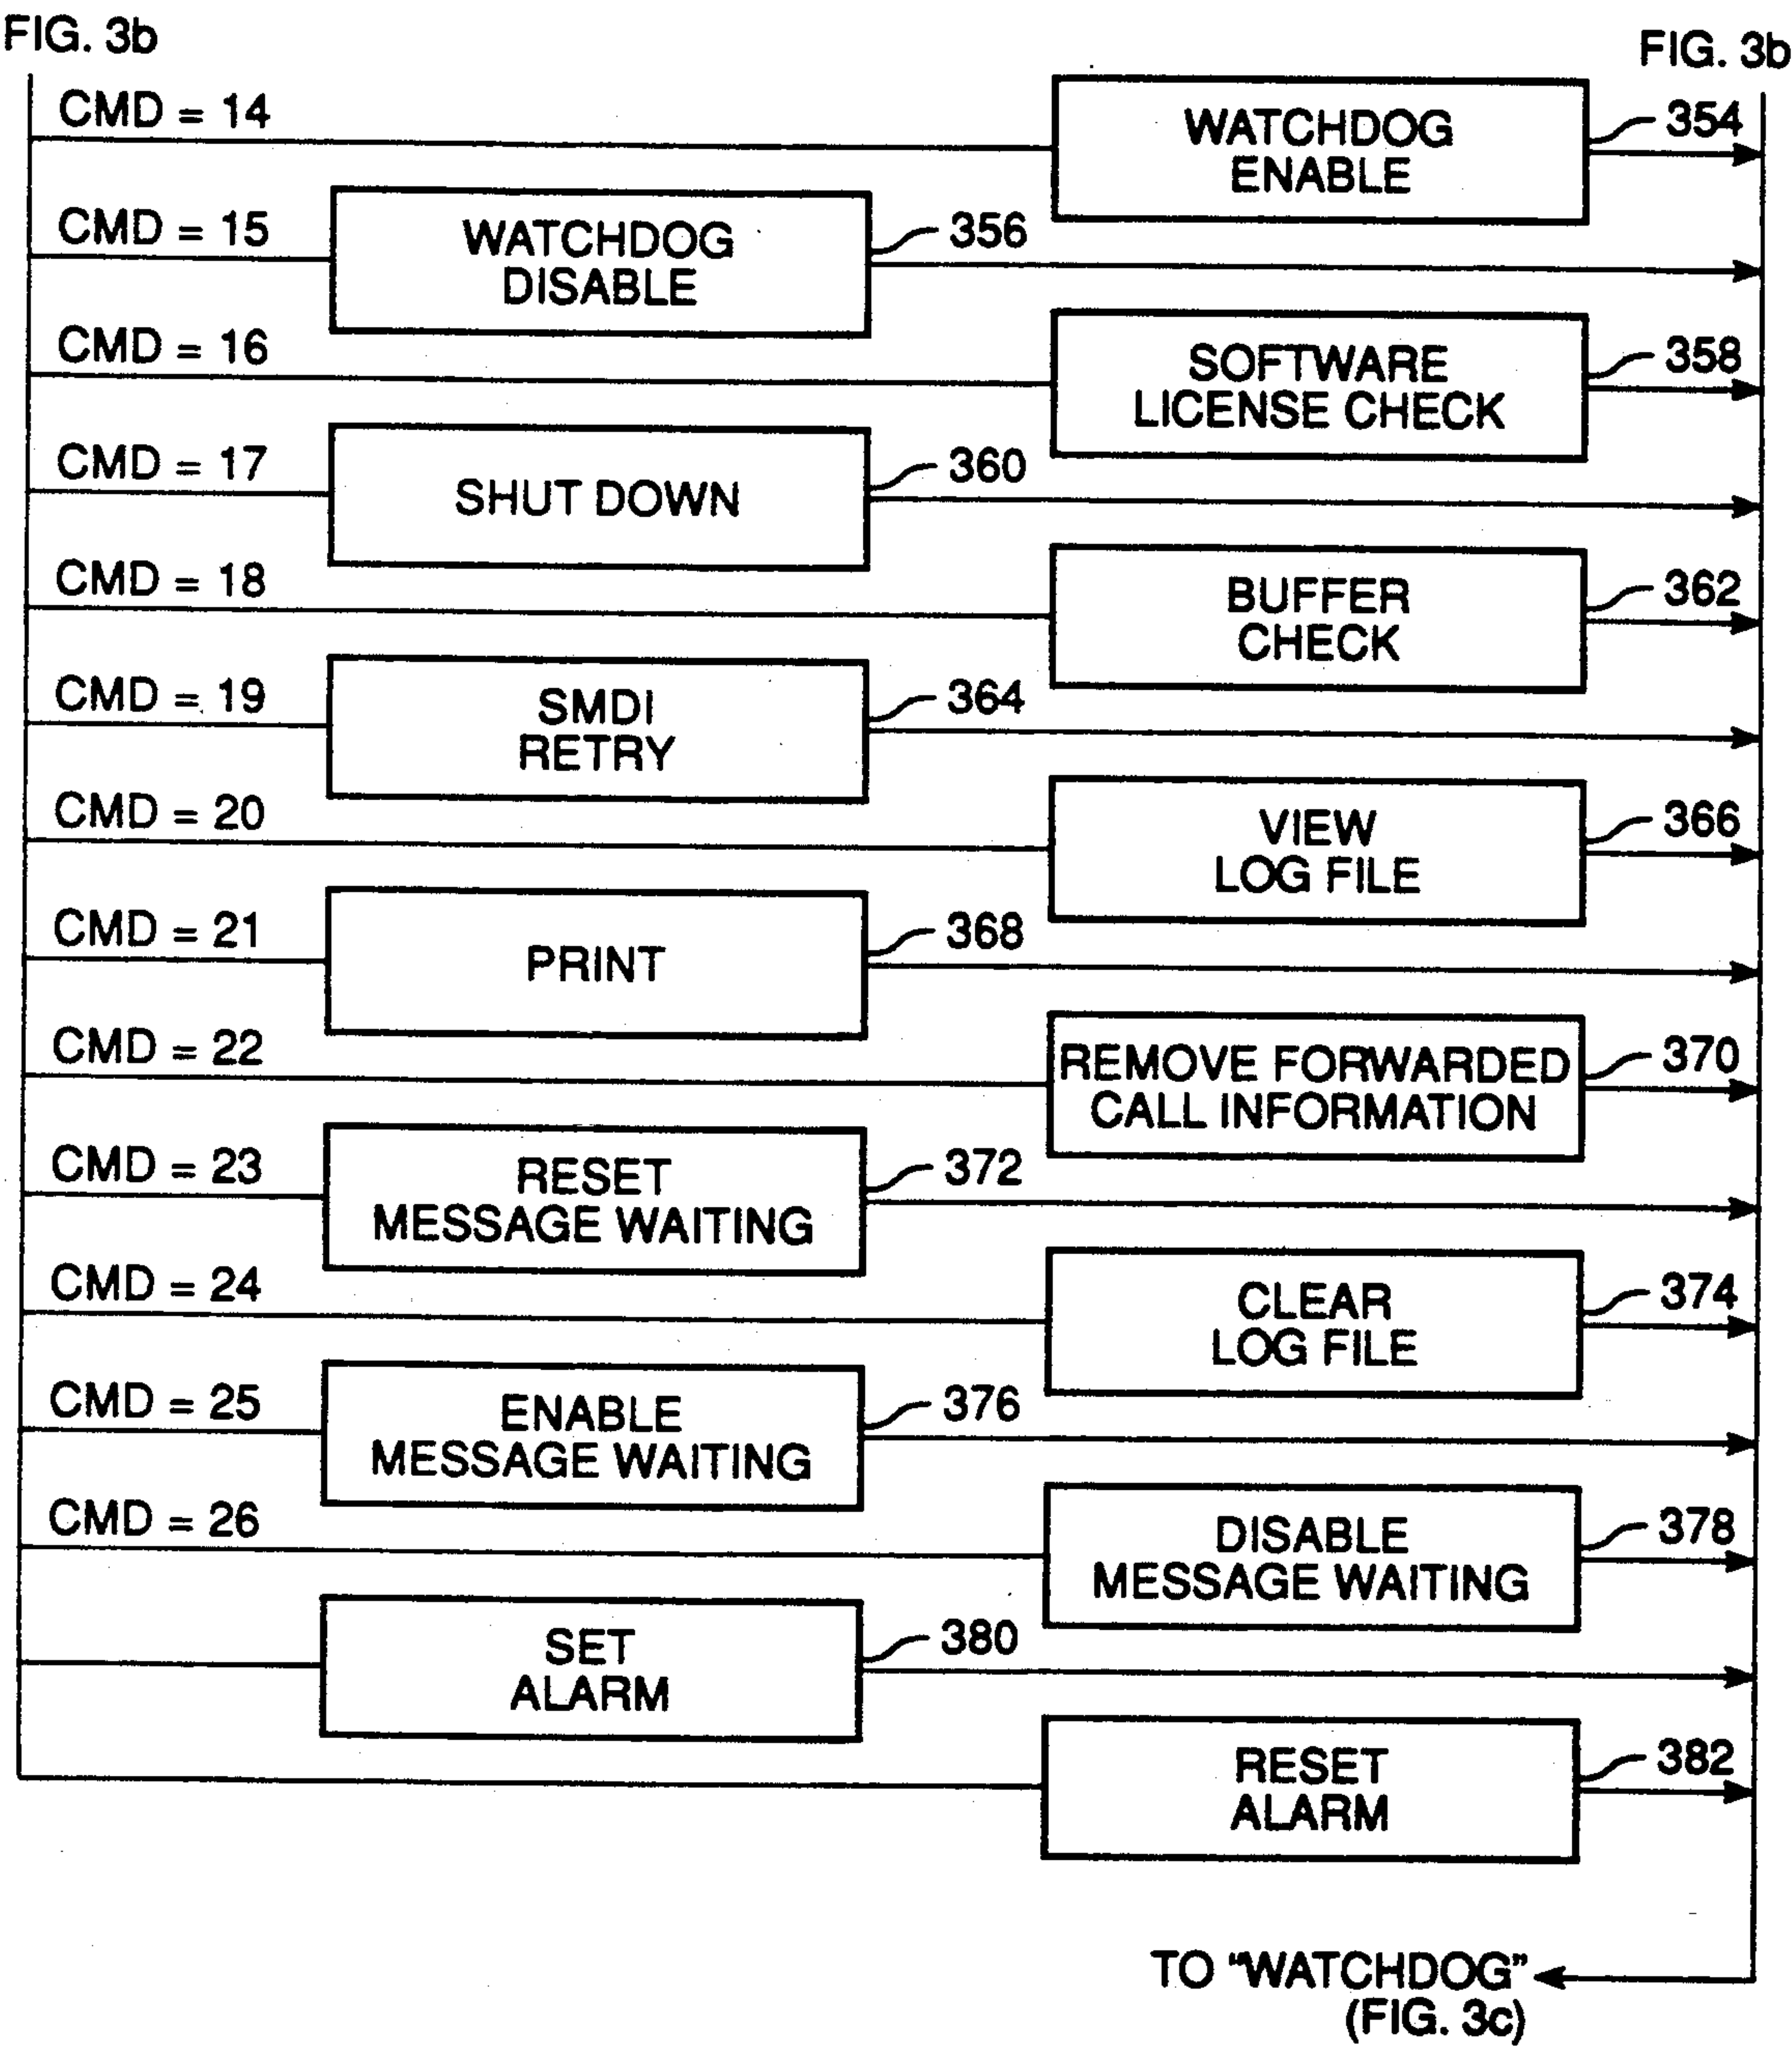 FIG. 3b
FIG. 3b
CMD = 14
WATCHDOG
ENABLE
354
CMD = 15
WATCHDOG
DISABLE
356
CMD = 16
SOFTWARE
LICENSE CHECK
358
CMD = 17
SHUT DOWN
360
CMD = 18
BUFFER
CHECK
362
CMD = 19
SMDI
RETRY
364
CMD = 20
VIEW
LOG FILE
366
CMD = 21
PRINT
368
CMD = 22
REMOVE FORWARDED
CALL INFORMATION
370
CMD = 23
RESET
MESSAGE WAITING
372
CMD = 24
CLEAR
LOG FILE
374
CMD = 25
ENABLE
MESSAGE WAITING
376
CMD = 26
DISABLE
MESSAGE WAITING
378
SET
ALARM
380
RESET
ALARM
382
TO “WATCHDOG”
(FIG. 3c)